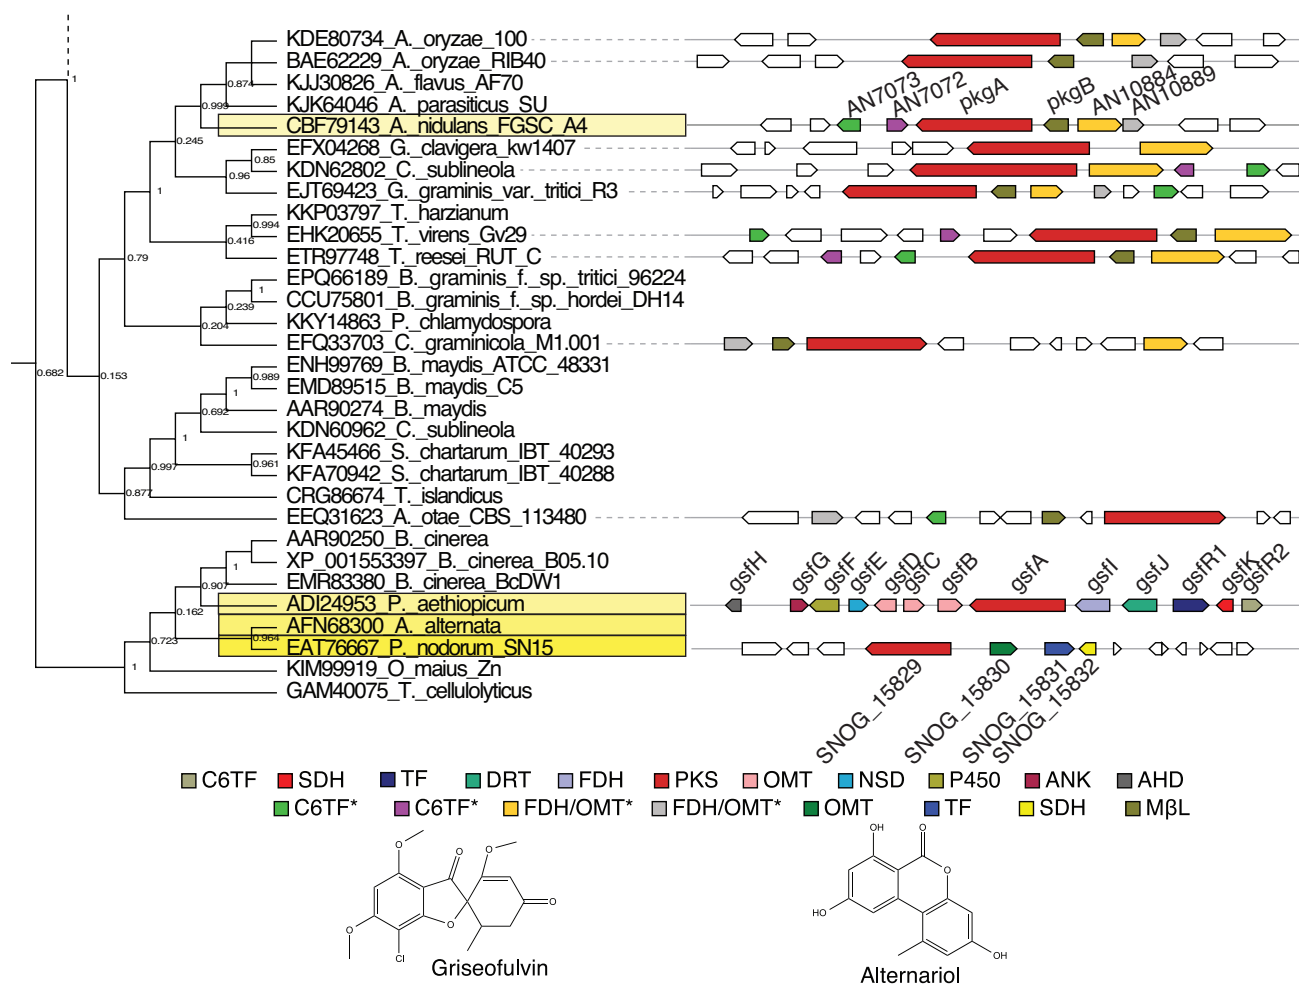 1
KDE80734_A._oryzae_100
BAE62229_A._oryzae_RIB40
0.874
KJJ30826_A._flavus_AF70
0.999
KJK64046_A._parasiticus_SU
AN7073
AN7072
pkgA
pkgB
AN10884
AN10889
CBF79143_A._nidulans_FGSC_A4
0.245
EFX04268_G._clavigera_kw1407
0.85
KDN62802_C._sublineola
0.96
EJT69423_G._graminis_var._tritici_R3
1
KKP03797_T._harzianum
0.994
EHK20655_T._virens_Gv29
0.416
ETR97748_T._reesei_RUT_C
0.79
EPQ66189_B._graminis_f._sp._tritici_96224
1
CCU75801_B._graminis_f._sp._hordei_DH14
0.239
KKY14863_P._chlamydospora
0.204
EFQ33703_C._graminicola_M1.001
ENH99769_B._maydis_ATCC_48331
0.682
0.153
0.989
EMD89515_B._maydis_C5
1
AAR90274_B._maydis
0.692
KDN60962_C._sublineola
1
KFA45466_S._chartarum_IBT_40293
0.997
0.961
KFA70942_S._chartarum_IBT_40288
0.877
CRG86674_T._islandicus
EEQ31623_A._otae_CBS_113480
AAR90250_B._cinerea
1
XP_001553397_B._cinerea_B05.10
0.907
EMR83380_B._cinerea_BcDW1
gsfH
gsfG
gsfF
gsfE
gsfD
gsfC
gsfB
gsfA
gsfI
gsfJ
gsfR1
gsfK
gsfR2
ADI24953_P._aethiopicum
0.162
AFN68300_A._alternata
0.723
0.964
EAT76667_P._nodorum_SN15
1
KIM99919_O_maius_Zn
GAM40075_T._cellulolyticus
SNOG_15829
SNOG_15830
SNOG_15831
SNOG_15832
C6TF SDH TF DRT FDH PKS OMT NSD P450 ANK AHD
C6TF* C6TF* FDH/OMT* FDH/OMT* OMT TF SDH MβL
O
O
O
O
O
O
Cl
Griseofulvin
OH
O
O
HO
OH
Alternariol